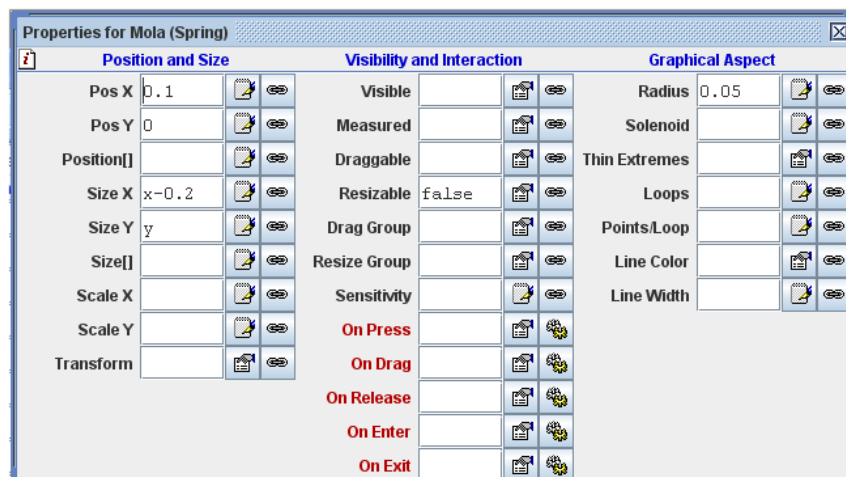 Properties for Mola (Spring)
i Position and Size Visibility and Interaction Graphical Aspect
Pos X 0.1 Visible Radius 0.05
Pos Y 0 Measured Solenoid
Position[] Draggable Thin Extremes
Size X x-0.2 Resizable false Loops
Size Y y Drag Group Points/Loop
Size[] Resize Group Line Color
Scale X Sensitivity Line Width
Scale Y On Press
Transform On Drag
On Release
On Enter
On Exit